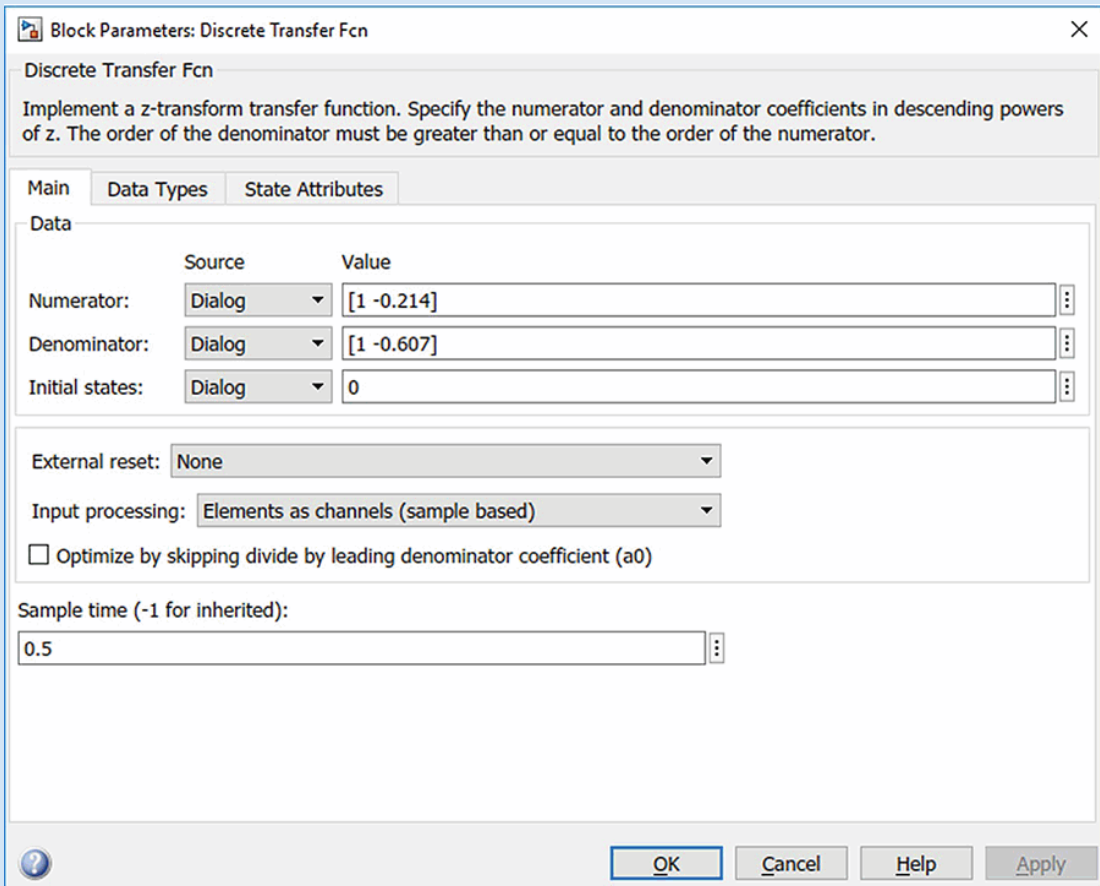 Block Parameters: Discrete Transfer Fcn
Discrete Transfer Fcn
Implement a z-transform transfer function. Specify the numerator and denominator coefficients in descending powers
of z. The order of the denominator must be greater than or equal to the order of the numerator.
Main Data Types State Attributes
Data
Source Value
Numerator: Dialog [1 -0.214]
Denominator: Dialog [1 -0.607]
Initial states: Dialog 0
External reset: None
Input processing: Elements as channels (sample based)
Optimize by skipping divide by leading denominator coefficient (a0)
Sample time (-1 for inherited):
0.5
OK Cancel Help Apply